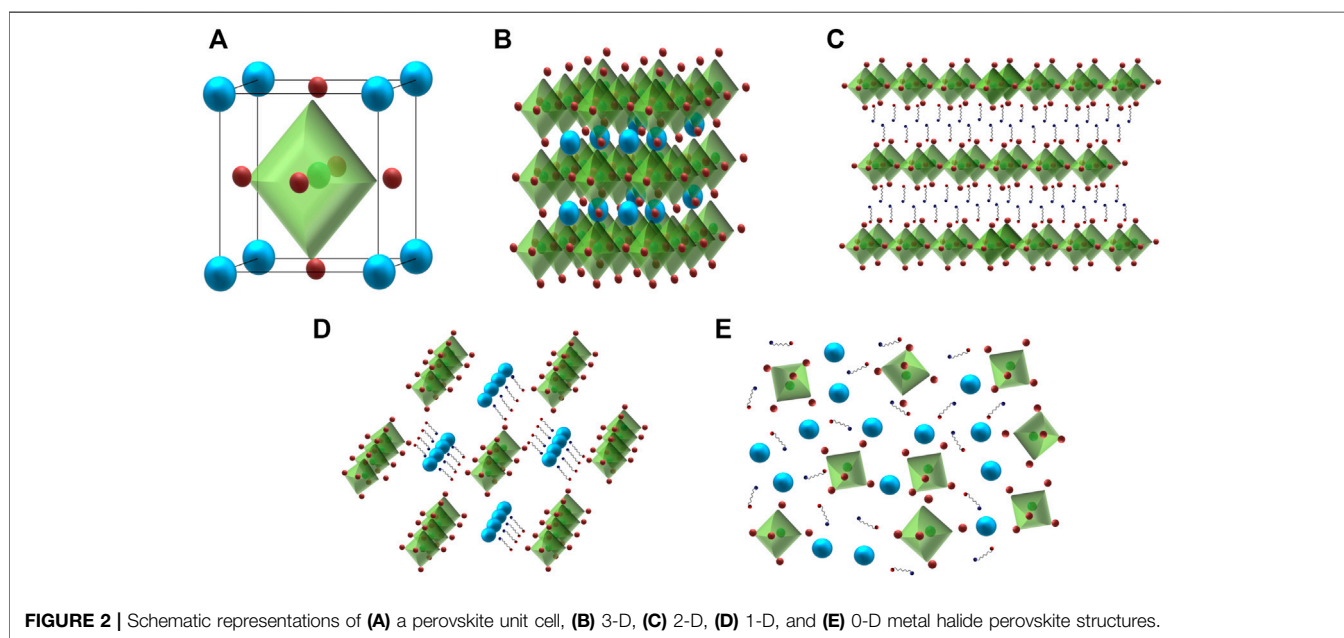 A
B
C
D
E
FIGURE 2 | Schematic representations of (A) a perovskite unit cell, (B) 3-D, (C) 2-D, (D) 1-D, and (E) 0-D metal halide perovskite structures.